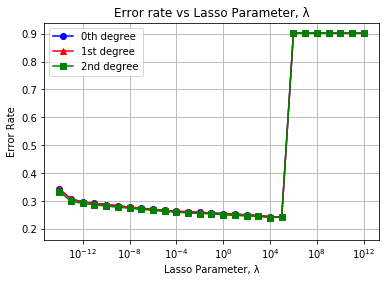 Error rate vs Lasso Parameter, λ
0th degree
1st degree
2nd degree
Error Rate
0.9
0.8
0.7
0.6
0.5
0.4
0.3
0.2
10⁻¹² 10⁻⁸ 10⁻⁴ 10⁰ 10⁴ 10⁸ 10¹²
Lasso Parameter, λ